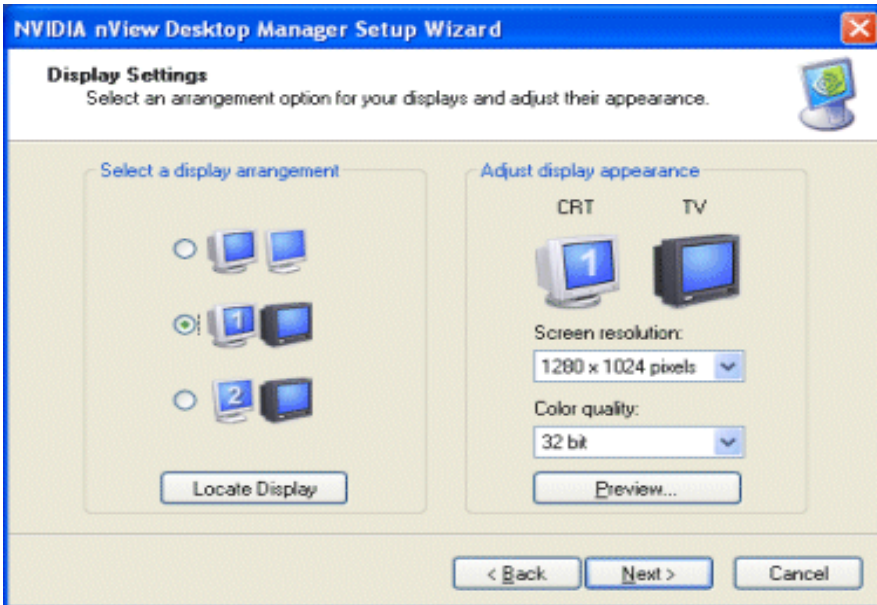 NVIDIA nView Desktop Manager Setup Wizard
Display Settings
Select an arrangement option for your displays and adjust their appearance.
Select a display arrangement
1
2
Locate Display
Adjust display appearance
CRT TV
1
Screen resolution:
1280 x 1024 pixels
Color quality:
32 bit
Preview...
< Back Next > Cancel